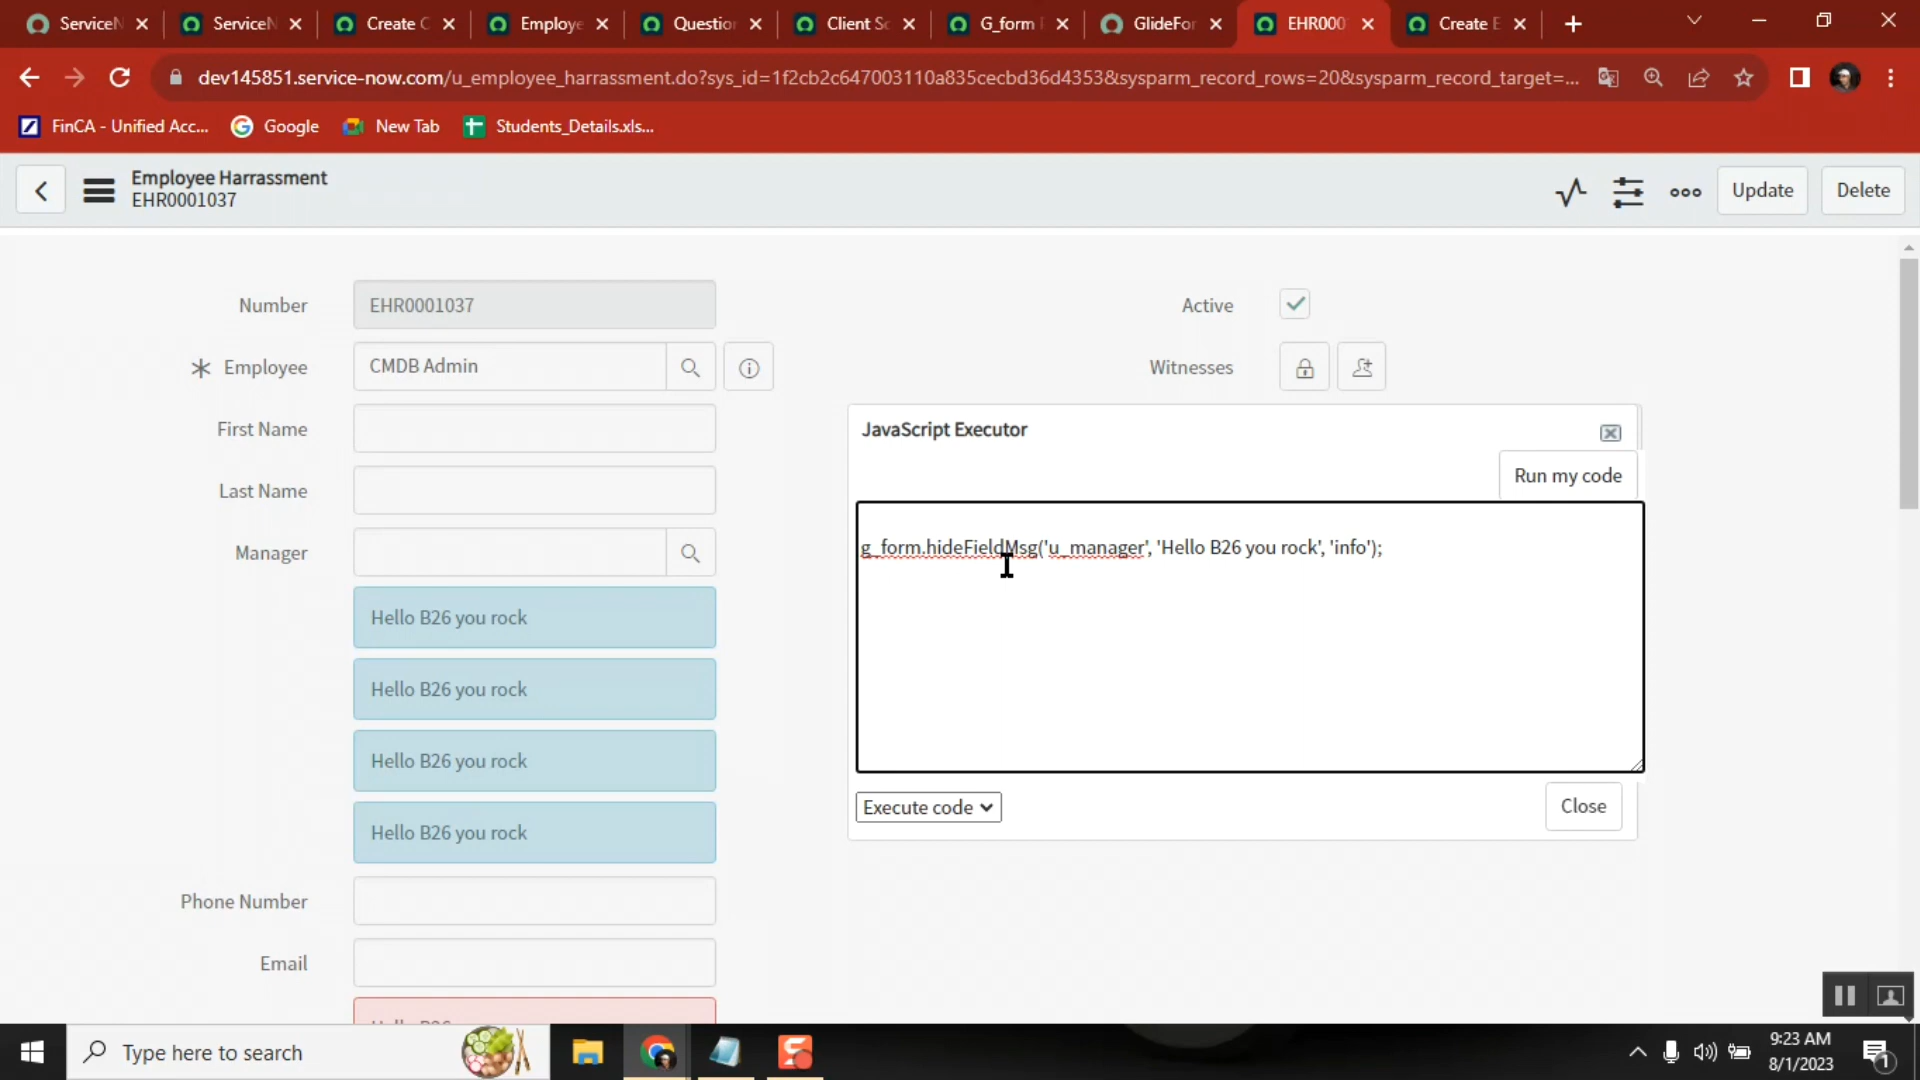 ServiceN
ServiceN
Create C
Employe
Question
Client Sc
G_form
GlideFor
EHR000
Create E
dev145851.service-now.com/u_employee_harrassment.do?sys_id=1f2cb2c647003110a835cecbd36d4353&sysparm_record_rows=20&sysparm_record_target=...
FinCA - Unified Acc...
Google
New Tab
Students_Details.xls...
Employee Harrassment
EHR0001037
Update
Delete
Number
EHR0001037
Active
Employee
CMDB Admin
Witnesses
First Name
Last Name
Manager
Hello B26 you rock
Hello B26 you rock
Hello B26 you rock
Hello B26 you rock
Phone Number
Email
JavaScript Executor
Run my code
g_form.hideFieldMsg('u_manager', 'Hello B26 you rock', 'info');
Execute code
Close
Type here to search
9:23 AM
8/1/2023
1